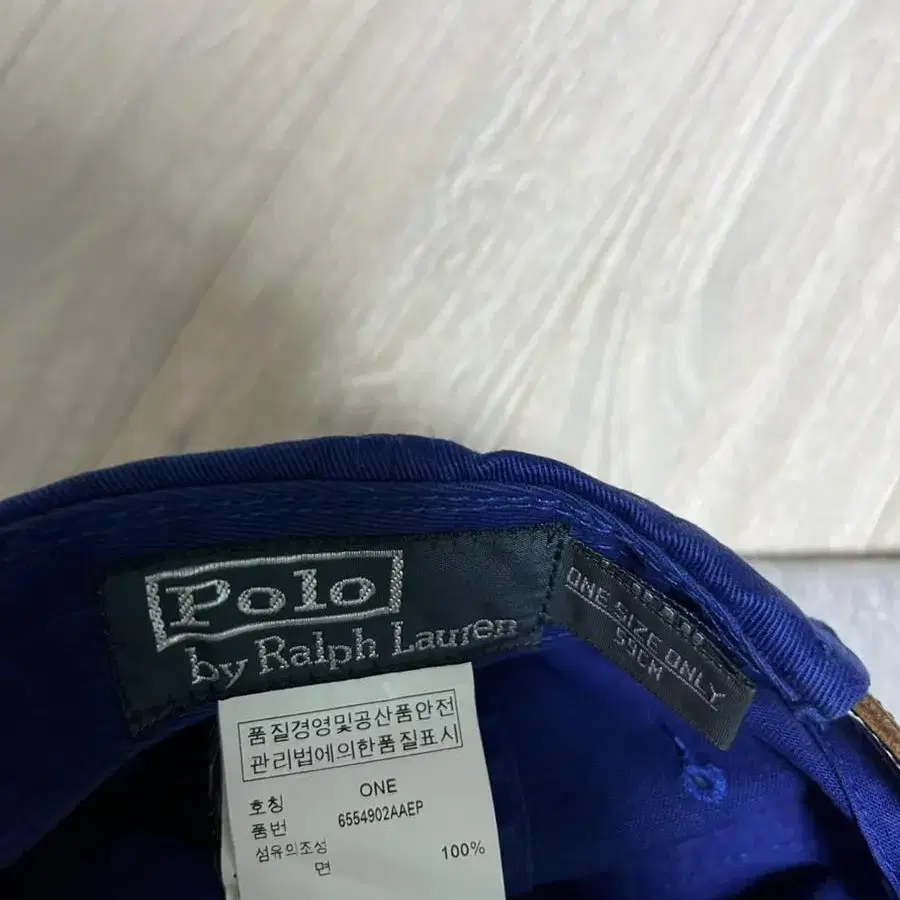 Polo
by Ralph Lauren
ONE SIZE ONLY
59CM
품질경영및공산품안전
관리법에의한품질표시
호칭 ONE
품번 6554902AAEP
섬유의조성
면 100%